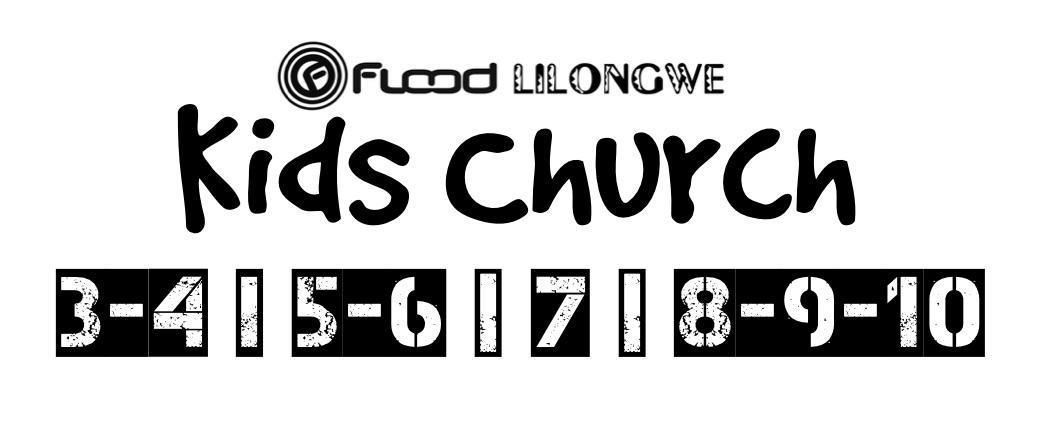 Flood LILONGWE
Kids Church
3-4 | 5-6 | 7 | 8-9-10